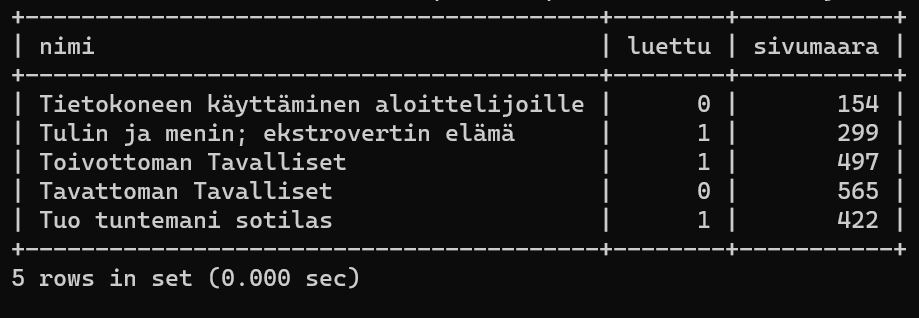 +-----------------------------------------+--------+-----------+
| nimi                                    | luettu | sivumaara |
+-----------------------------------------+--------+-----------+
| Tietokoneen käyttäminen aloittelijoille |      0 |       154 |
| Tulin ja menin; ekstrovertin elämä      |      1 |       299 |
| Toivottoman Tavalliset                  |      1 |       497 |
| Tavattoman Tavalliset                   |      0 |       565 |
| Tuo tuntemani sotilas                   |      1 |       422 |
+-----------------------------------------+--------+-----------+
5 rows in set (0.000 sec)